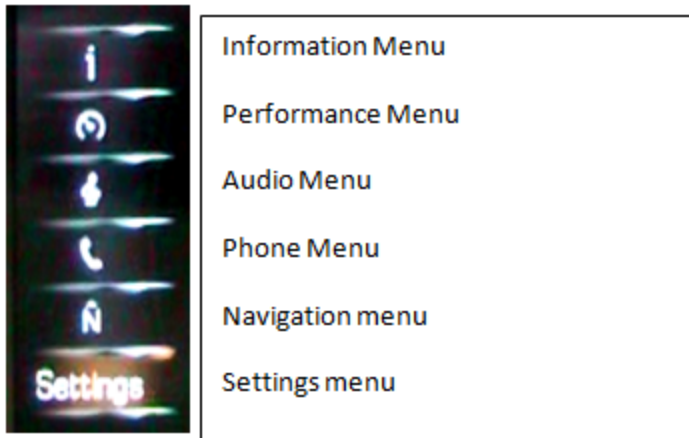 i
Information Menu
Performance Menu
Audio Menu
Phone Menu
N̂
Navigation menu
Settings
Settings menu